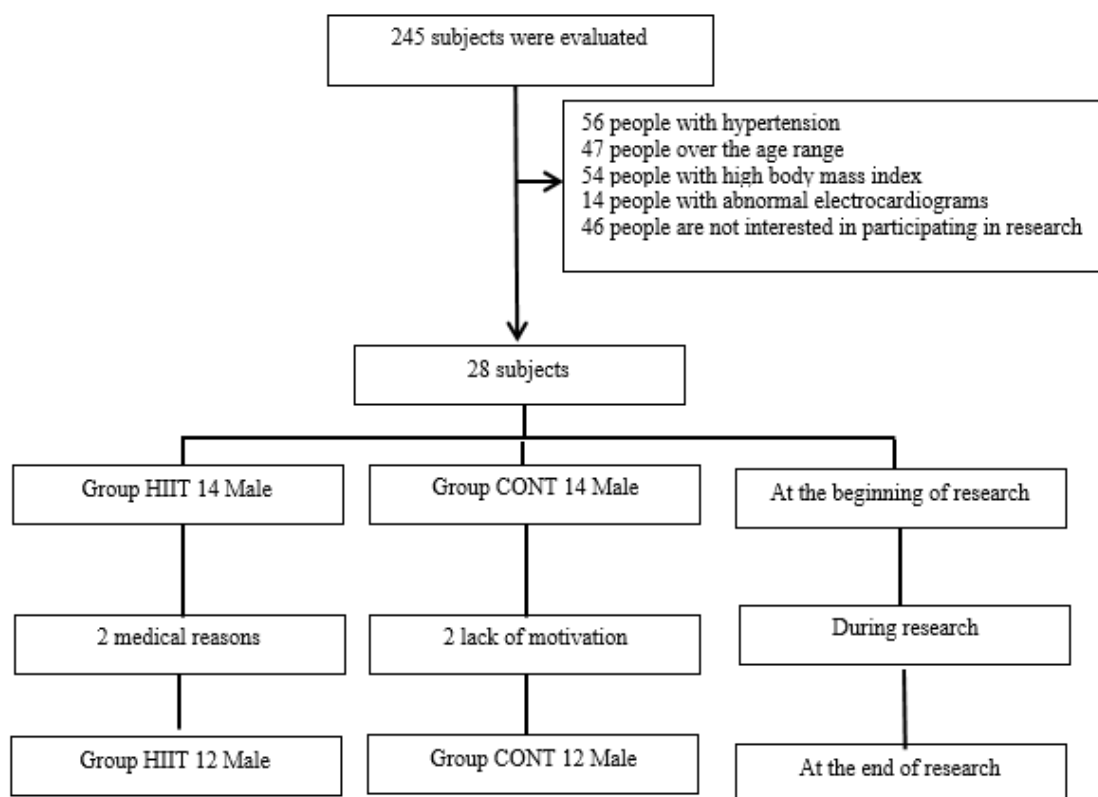 245 subjects were evaluated
56 people with hypertension
47 people over the age range
54 people with high body mass index
14 people with abnormal electrocardiograms
46 people are not interested in participating in research
28 subjects
Group HIIT 14 Male
Group CONT 14 Male
At the beginning of research
2 medical reasons
2 lack of motivation
During research
Group HIIT 12 Male
Group CONT 12 Male
At the end of research